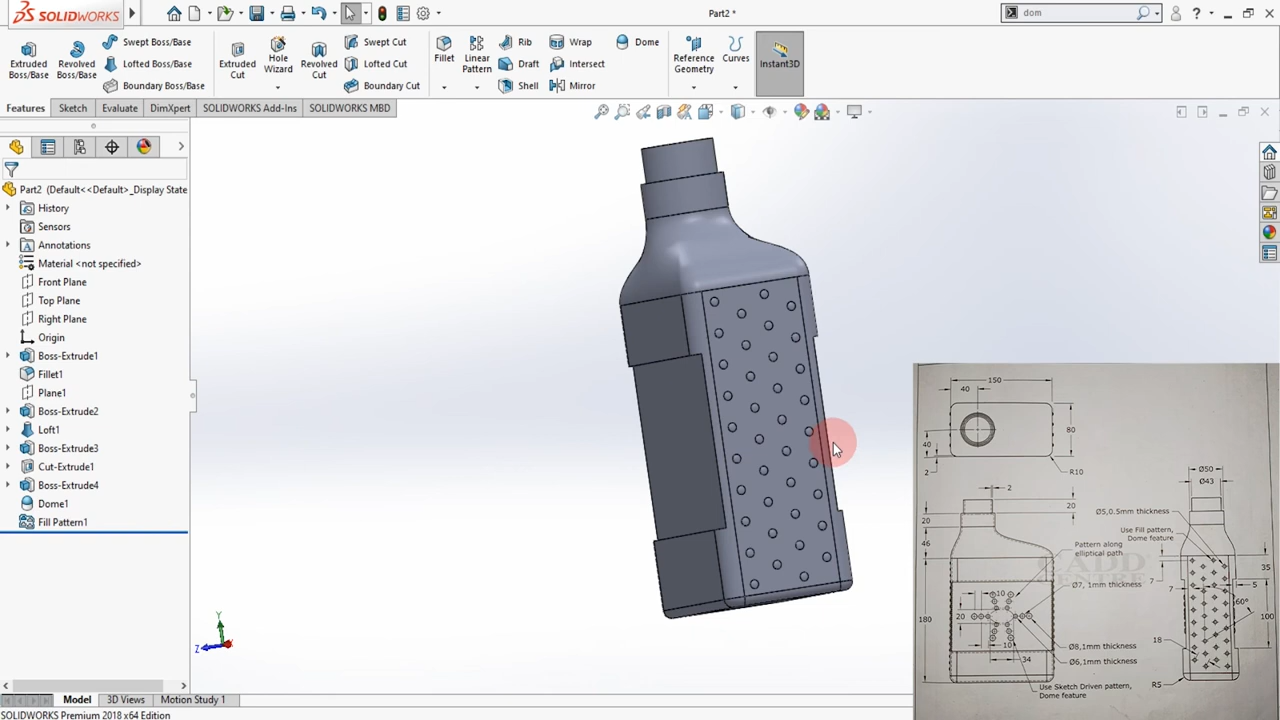 SOLIDWORKS
Part2 *
dom
Extruded Boss/Base
Revolved Boss/Base
Swept Boss/Base
Lofted Boss/Base
Boundary Boss/Base
Extruded Cut
Hole Wizard
Revolved Cut
Swept Cut
Lofted Cut
Boundary Cut
Fillet
Linear Pattern
Rib
Draft
Shell
Wrap
Intersect
Mirror
Dome
Reference Geometry
Curves
Instant3D
Features Sketch Evaluate DimXpert SOLIDWORKS Add-Ins SOLIDWORKS MBD
Part2 (Default<<Default>_Display State
History
Sensors
Annotations
Material <not specified>
Front Plane
Top Plane
Right Plane
Origin
Boss-Extrude1
Fillet1
Plane1
Boss-Extrude2
Loft1
Boss-Extrude3
Cut-Extrude1
Boss-Extrude4
Dome1
Fill Pattern1
Y
Z
150
40
80
40
2
R10
2
20
20
46
180
Ø50
Ø43
Ø5,0.5mm thickness
Use Fill pattern,
Dome feature
Pattern along
elliptical path
CADD
CENTRE
Ø7, 1mm thickness
7
7
35
5
60°
100
10
20
10
34
Ø8,1mm thickness
Ø6,1mm thickness
18
R5
Use Sketch Driven pattern,
Dome feature
Model 3D Views Motion Study 1
SOLIDWORKS Premium 2018 x64 Edition